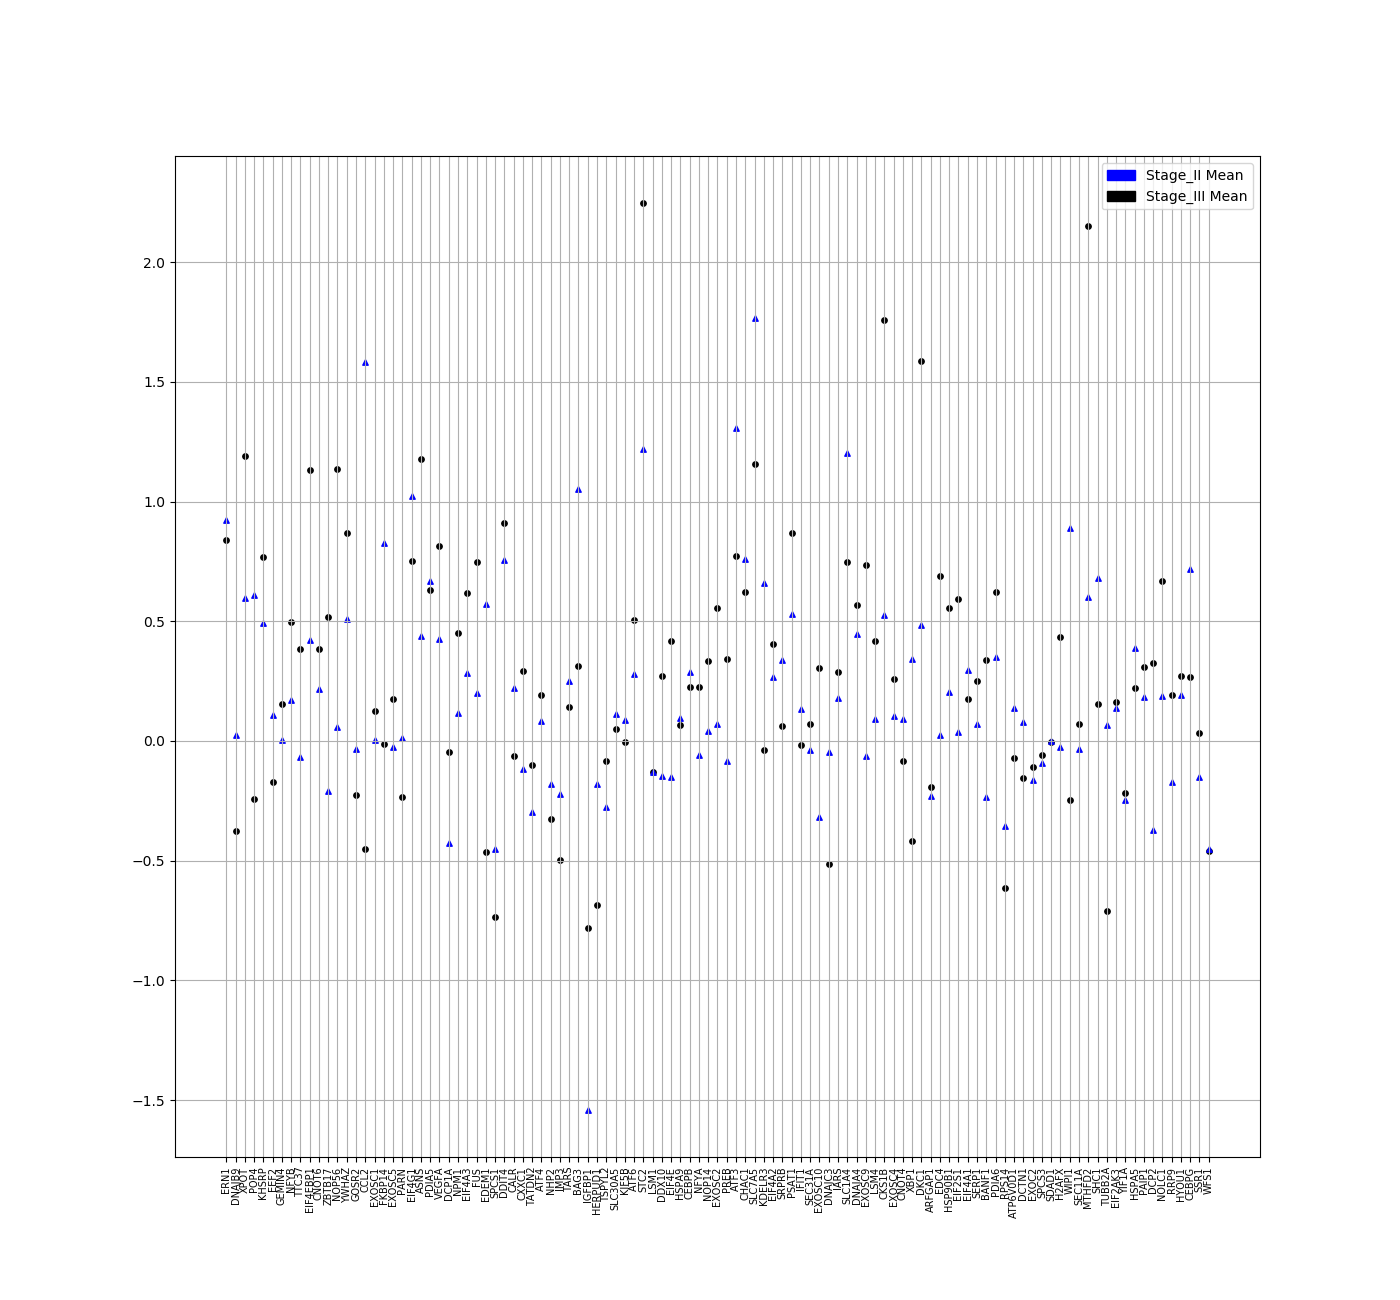 Stage_II Mean
Stage_III Mean
2.0
1.5
1.0
0.5
0.0
−0.5
−1.0
−1.5
ERN1
DNAJB9
XPOT
POP4
KHSRP
EEF2
GEMIN4
NFYB
TTC37
EIF4EBP1
CNOT6
ZBTB17
NOP56
YWHAZ
GOSR2
CCL2
EXOSC1
FKBP14
EXOSC5
PARN
EIF4G1
ASNS
PDIA5
VEGFA
DCP1A
NPM1
EIF4A3
FUS
EDEM1
TSPYL2
DDIT4
CALR
CXXC1
TATDN2
ATF4
NHP2
IMP3
TARS
BAG3
IGFBP1
HERPUD1
SLC30A5
KIF5B
ATF6
STC2
LSM1
DDX10
EIF4E
HSPA9
CEBPB
NFYA
NOP14
EXOSC2
PREB
ATF3
CHAC1
SLC7A5
KDELR3
EIF4A2
SRPRB
PSAT1
IFIT1
SEC31A
EXOSC10
DNAJC3
IARS
SLC1A4
DNAJA4
EXOSC9
LSM4
CKS1B
EXOSC4
CNOT4
XBP1
DKC1
ARFGAP1
EDC4
HSP90B1
EIF2S1
EIF4A1
SERP1
BANF1
PDIA6
RPS14
ATP6V0D1
DCTN1
EXOC2
SPCS3
SDAD1
H2AFX
WIPI1
SEC11A
MTHFD2
SHC1
TUBB2A
EIF2AK3
YIF1A
HSPA5
PAIP1
DCP2
NOLC1
RRP9
HYOU1
CEBPG
SSR1
WFS1